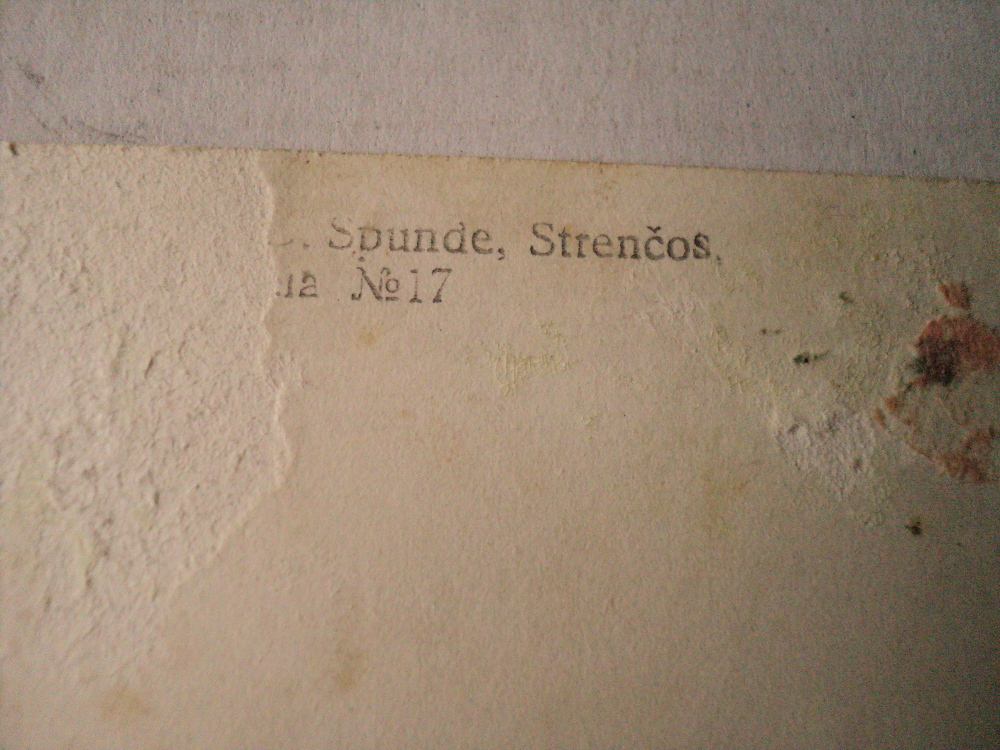 . Spunde, Strenčos.
№17